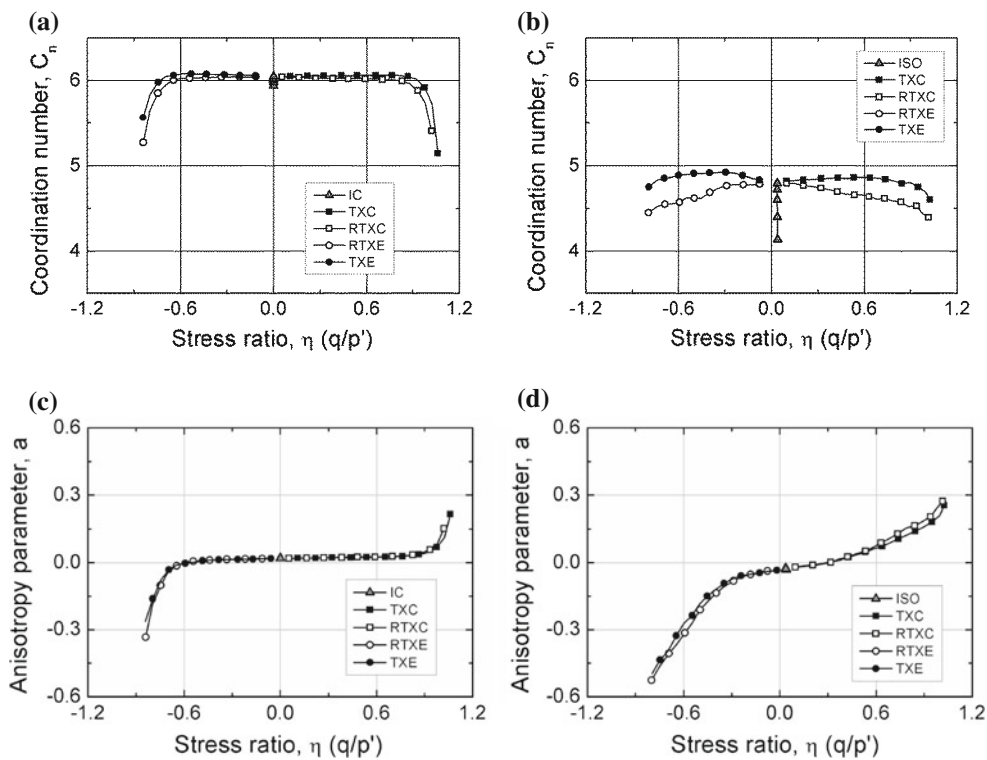 (a)
Coordination number, Cn
6
5
4
-1.2
-0.6
0.0
0.6
1.2
Stress ratio, η (q/p')
IC
TXC
RTXC
RTXE
TXE
(b)
Coordination number, Cn
6
5
4
-1.2
-0.6
0.0
0.6
1.2
Stress ratio, η (q/p')
ISO
TXC
RTXC
RTXE
TXE
(c)
Anisotropy parameter, a
0.6
0.3
0.0
-0.3
-0.6
-1.2
-0.6
0.0
0.6
1.2
Stress ratio, η (q/p')
IC
TXC
RTXC
RTXE
TXE
(d)
Anisotropy parameter, a
0.6
0.3
0.0
-0.3
-0.6
-1.2
-0.6
0.0
0.6
1.2
Stress ratio, η (q/p')
ISO
TXC
RTXC
RTXE
TXE